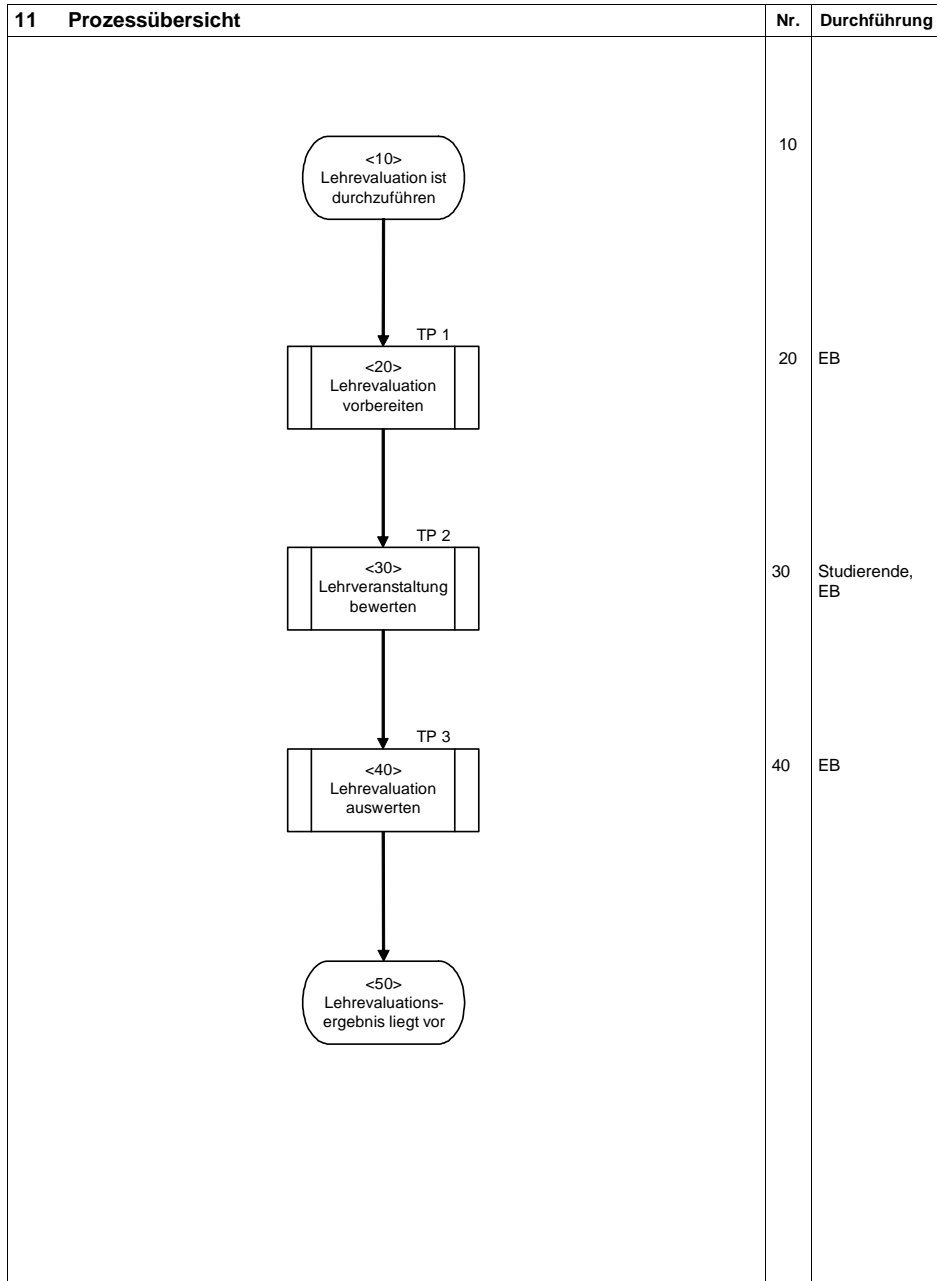 11 Prozessübersicht Nr. Durchführung
<10> 10
Lehrevaluation ist
durchzuführen
TP 1
<20> 20 EB
Lehrevaluation
vorbereiten
TP 2
<30> 30 Studierende,
Lehrveranstaltung EB
bewerten
TP 3
<40> 40 EB
Lehrevaluation
auswerten
<50>
Lehrevaluations-
ergebnis liegt vor